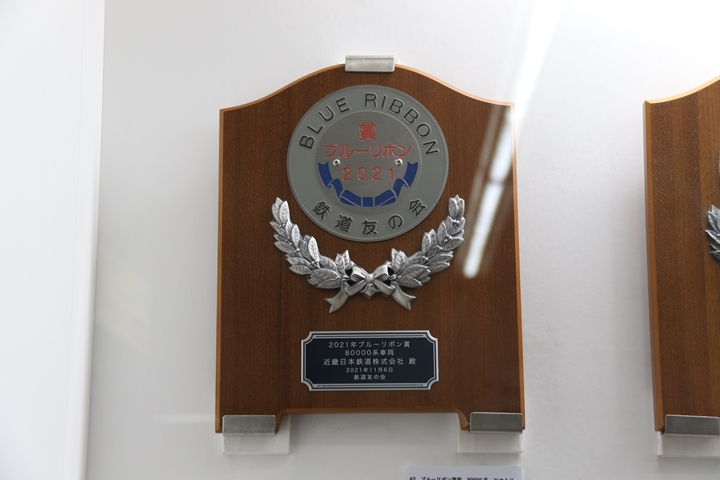 BLUE RIBBON
賞
ブルーリボン
2021
鉄道友の会
2021年ブルーリボン賞
80000系車両
近畿日本鉄道株式会社 殿
2021年11月6日
鉄道友の会